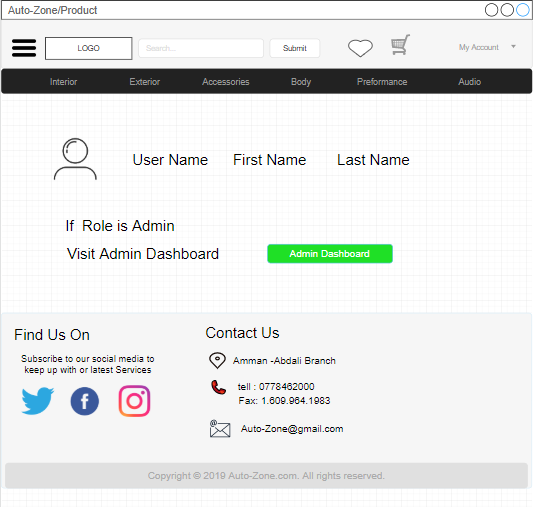 Auto-Zone/Product
LOGO
Search...
Submit
My Account
Interior
Exterior
Accessories
Body
Preformance
Audio
User Name
First Name
Last Name
If Role is Admin
Visit Admin Dashboard
Admin Dashboard
Find Us On
Subscribe to our social media to
keep up with or latest Services
Contact Us
Amman -Abdali Branch
tell : 0778462000
Fax: 1.609.964.1983
Auto-Zone@gmail.com
Copyright © 2019 Auto-Zone.com. All rights reserved.